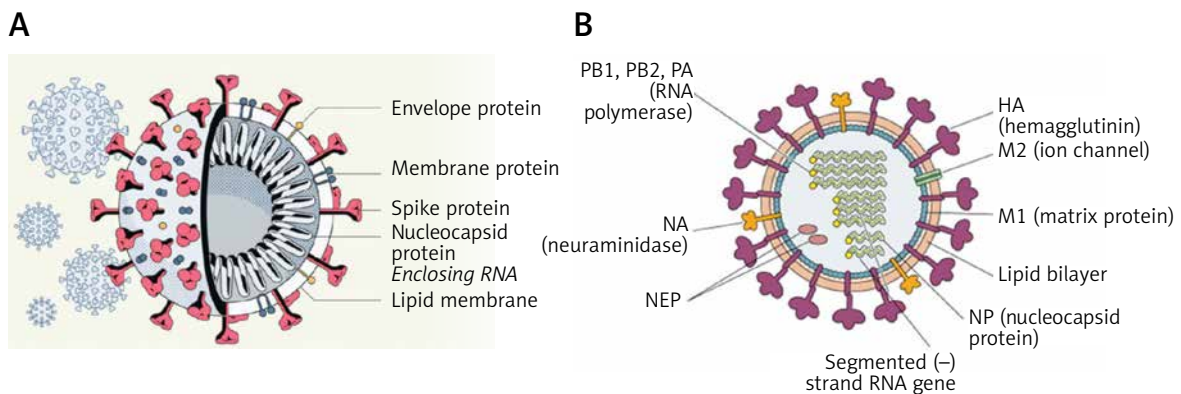 A
Envelope protein
Membrane protein
Spike protein
Nucleocapsid
protein
Enclosing RNA
Lipid membrane
B
PB1, PB2, PA
(RNA
polymerase)
NA
(neuraminidase)
NEP
HA
(hemagglutinin)
M2 (ion channel)
M1 (matrix protein)
Lipid bilayer
NP (nucleocapsid
protein)
Segmented (–)
strand RNA gene